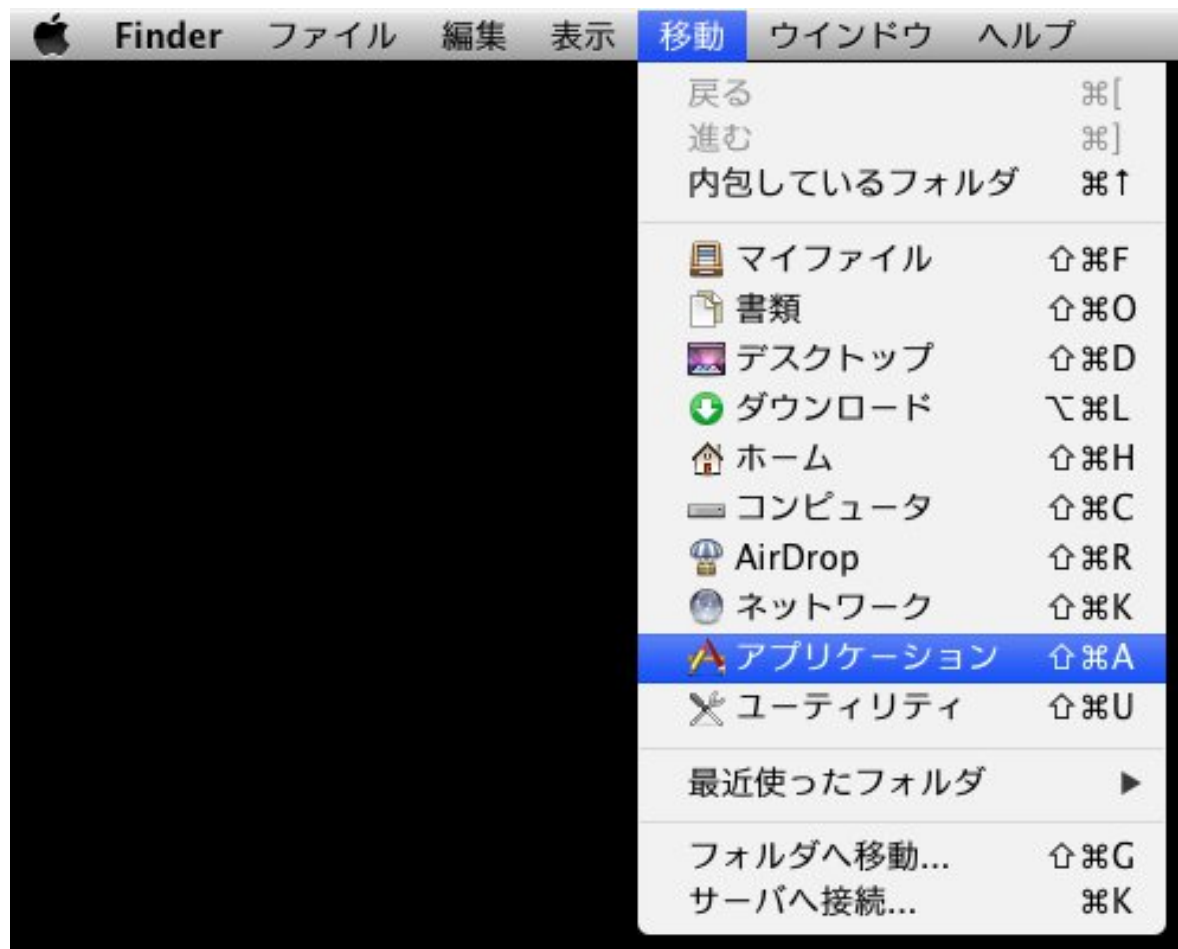 Finder ファイル 編集 表示 移動 ウインドウ ヘルプ
戻る ⌘[
進む ⌘]
内包しているフォルダ ⌘↑
マイファイル ⇧⌘F
書類 ⇧⌘O
デスクトップ ⇧⌘D
ダウンロード ⌥⌘L
ホーム ⇧⌘H
コンピュータ ⇧⌘C
AirDrop ⇧⌘R
ネットワーク ⇧⌘K
アプリケーション ⇧⌘A
ユーティリティ ⇧⌘U
最近使ったフォルダ ▶
フォルダへ移動... ⇧⌘G
サーバへ接続... ⌘K